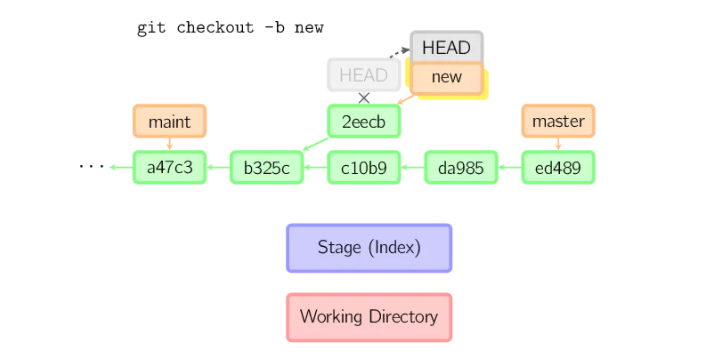 git checkout -b new
HEAD
HEAD
new
maint
2eecb
master
... a47c3 b325c c10b9 da985 ed489
Stage (Index)
Working Directory